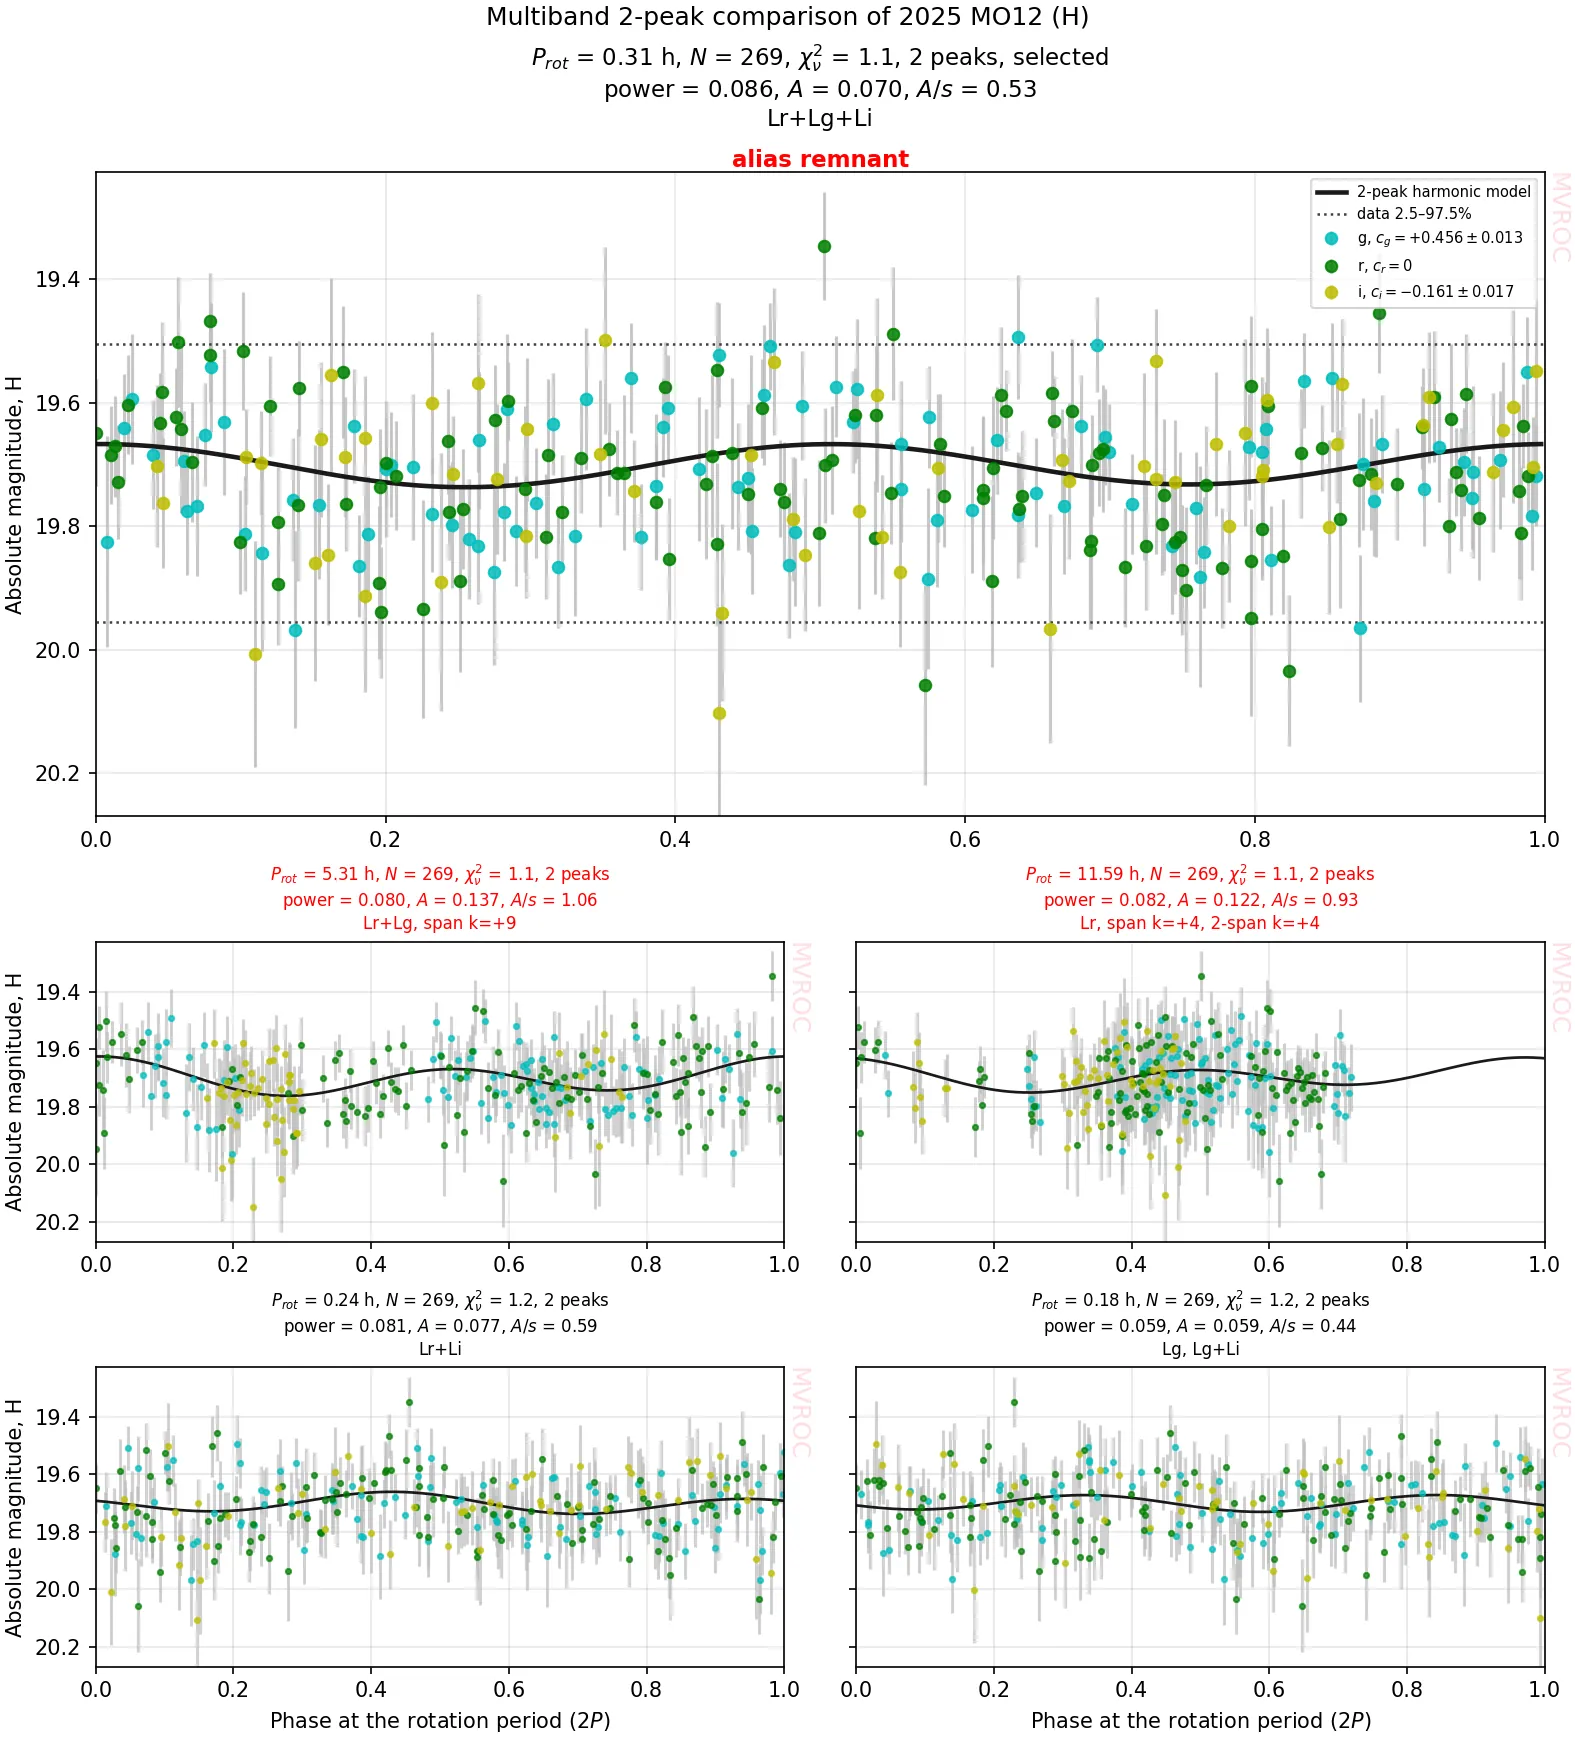 Multiband 2-peak comparison of 2025 MO12 (H)
P_rot = 0.31 h, N = 269, χ²_ν = 1.1, 2 peaks, selected
power = 0.086, A = 0.070, A/s = 0.53
Lr+Lg+Li
alias remnant
2-peak harmonic model
data 2.5–97.5%
g, c_g = +0.456 ± 0.013
r, c_r = 0
i, c_i = −0.161 ± 0.017
MVROC
Absolute magnitude, H
19.4
19.6
19.8
20.0
20.2
0.0 0.2 0.4 0.6 0.8 1.0
P_rot = 5.31 h, N = 269, χ²_ν = 1.1, 2 peaks
power = 0.080, A = 0.137, A/s = 1.06
Lr+Lg, span k=+9
MVROC
Absolute magnitude, H
19.4
19.6
19.8
20.0
20.2
0.0 0.2 0.4 0.6 0.8 1.0
P_rot = 11.59 h, N = 269, χ²_ν = 1.1, 2 peaks
power = 0.082, A = 0.122, A/s = 0.93
Lr, span k=+4, 2-span k=+4
MVROC
0.0 0.2 0.4 0.6 0.8 1.0
P_rot = 0.24 h, N = 269, χ²_ν = 1.2, 2 peaks
power = 0.081, A = 0.077, A/s = 0.59
Lr+Li
MVROC
Absolute magnitude, H
19.4
19.6
19.8
20.0
20.2
0.0 0.2 0.4 0.6 0.8 1.0
Phase at the rotation period (2P)
P_rot = 0.18 h, N = 269, χ²_ν = 1.2, 2 peaks
power = 0.059, A = 0.059, A/s = 0.44
Lg, Lg+Li
MVROC
0.0 0.2 0.4 0.6 0.8 1.0
Phase at the rotation period (2P)